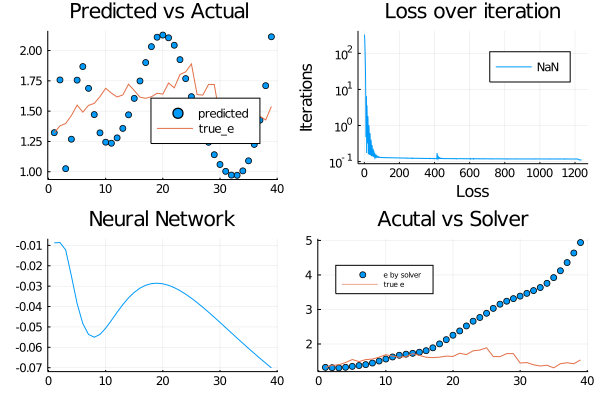 Predicted vs Actual
2.00
1.75
1.50
1.25
1.00
predicted
true_e
0 10 20 30 40
Loss over iteration
Iterations
10²
10¹
10⁰
10⁻¹
NaN
0 200 400 600 800 1000 1200
Loss
Neural Network
-0.01
-0.02
-0.03
-0.04
-0.05
-0.06
-0.07
0 10 20 30 40
Acutal vs Solver
5
4
3
2
e by solver
true e
0 10 20 30 40